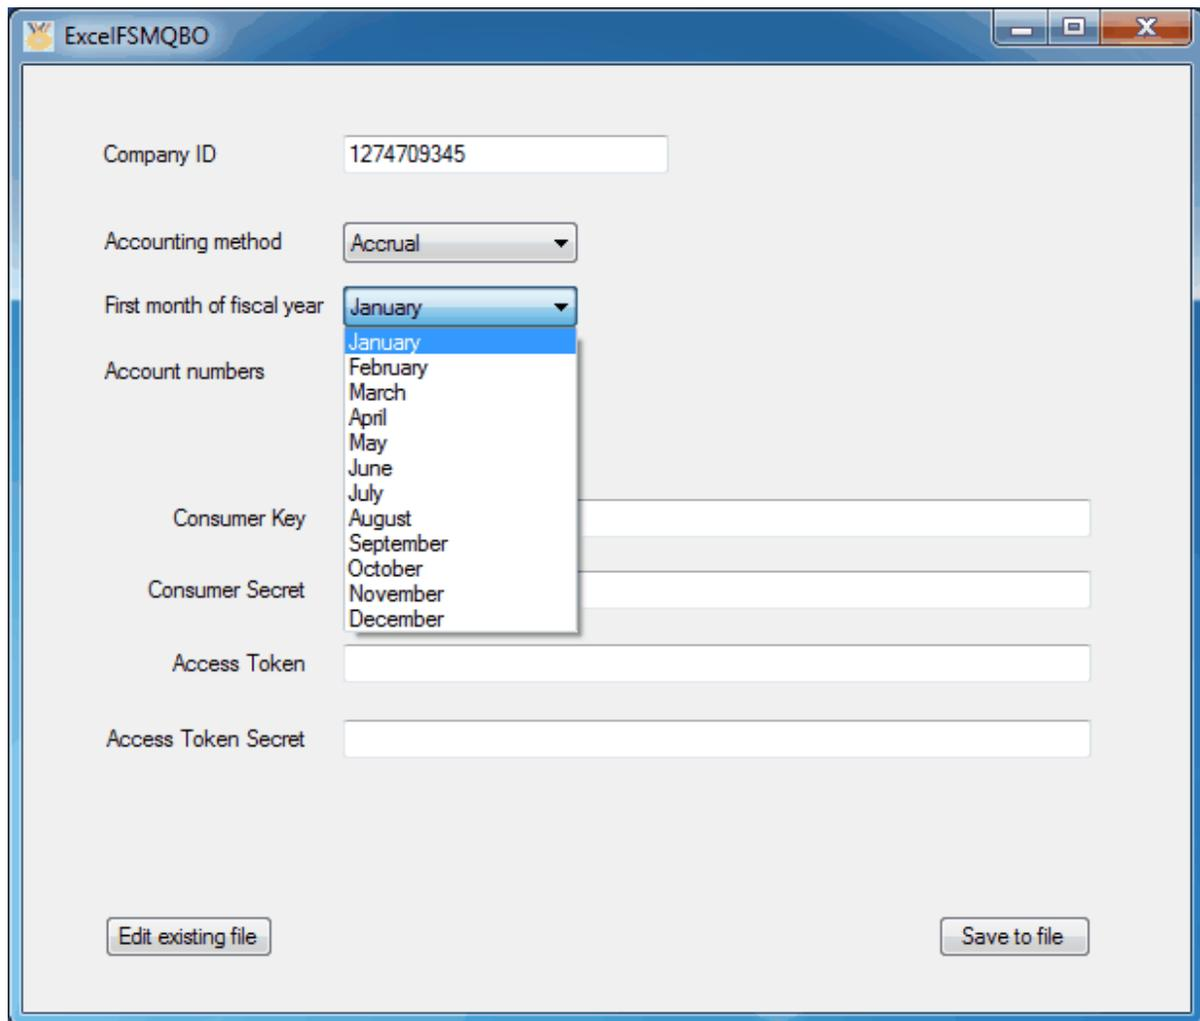 ExcelFSMQBO
Company ID 1274709345
Accounting method Accrual
First month of fiscal year January
January
Account numbers
February
March
April
May
June
July
Consumer Key
August
September
October
Consumer Secret
November
December
Access Token
Access Token Secret
Edit existing file Save to file